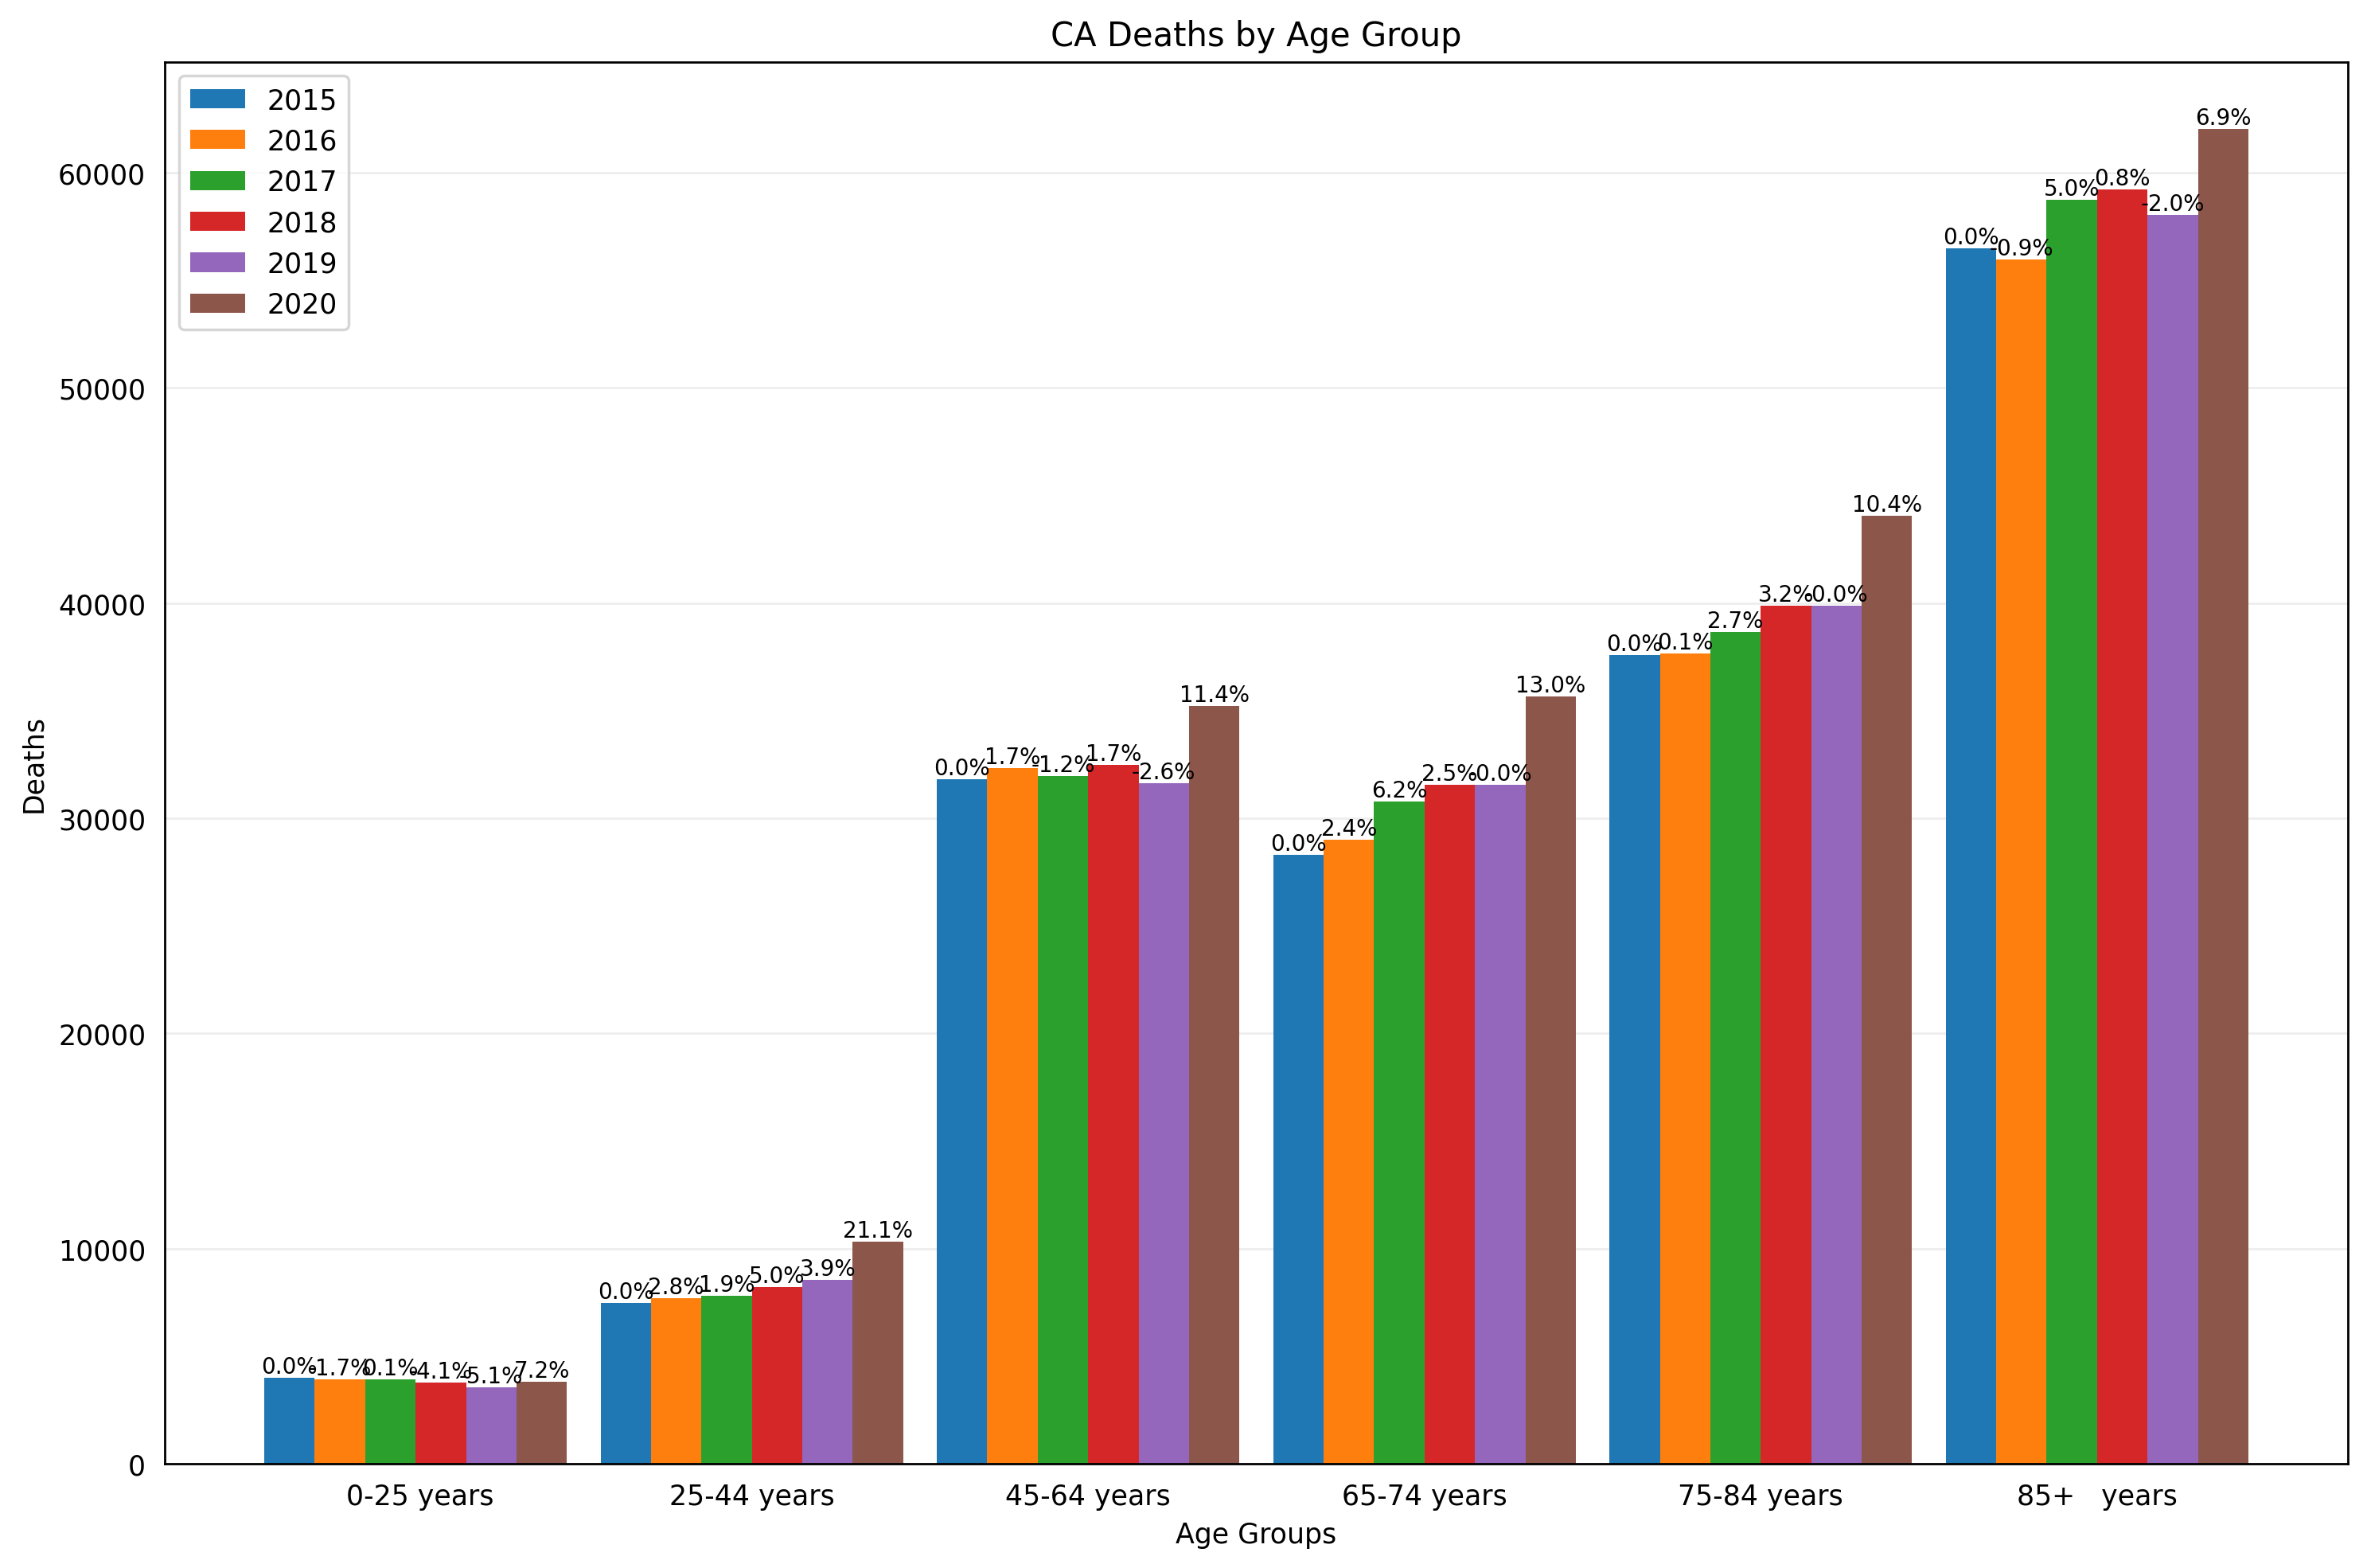 CA Deaths by Age Group
2015
2016
2017
2018
2019
2020
Deaths
60000
50000
40000
30000
20000
10000
0
0.0% -1.7% 0.1% -4.1% -5.1% 7.2%
0.0% 2.8% 1.9% 5.0% 3.9% 21.1%
0.0% 1.7% -1.2% 1.7% -2.6% 11.4%
0.0% 2.4% 6.2% 2.5% -0.0% 13.0%
0.0% 0.1% 2.7% 3.2% -0.0% 10.4%
0.0% -0.9% 5.0% 0.8% -2.0% 6.9%
0-25 years 25-44 years 45-64 years 65-74 years 75-84 years 85+   years
Age Groups